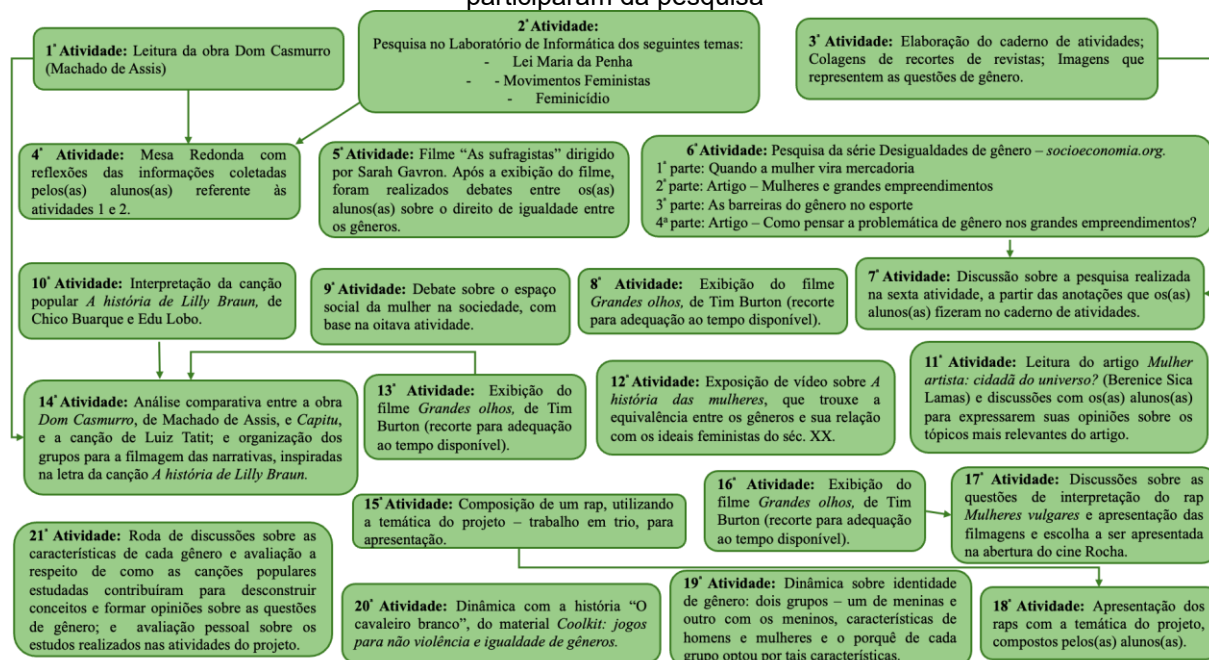 participaram da pesquisa
1ª Atividade: Leitura da obra Dom Casmurro
(Machado de Assis)
2ª Atividade:
Pesquisa no Laboratório de Informática dos seguintes temas:
- Lei Maria da Penha
- - Movimentos Feministas
- Feminicídio
3ª Atividade: Elaboração do caderno de atividades;
Colagens de recortes de revistas; Imagens que
representem as questões de gênero.
4ª Atividade: Mesa Redonda com
reflexões das informações coletadas
pelos(as) alunos(as) referente às
atividades 1 e 2.
5ª Atividade: Filme “As sufragistas” dirigido
por Sarah Gavron. Após a exibição do filme,
foram realizados debates entre os(as)
alunos(as) sobre o direito de igualdade entre
os gêneros.
6ª Atividade: Pesquisa da série Desigualdades de gênero – socioeconomia.org.
1ª parte: Quando a mulher vira mercadoria
2ª parte: Artigo – Mulheres e grandes empreendimentos
3ª parte: As barreiras do gênero no esporte
4ª parte: Artigo – Como pensar a problemática de gênero nos grandes empreendimentos?
10ª Atividade: Interpretação da canção
popular A história de Lilly Braun, de
Chico Buarque e Edu Lobo.
9ª Atividade: Debate sobre o espaço
social da mulher na sociedade, com
base na oitava atividade.
8ª Atividade: Exibição do filme
Grandes olhos, de Tim Burton (recorte
para adequação ao tempo disponível).
7ª Atividade: Discussão sobre a pesquisa realizada
na sexta atividade, a partir das anotações que os(as)
alunos(as) fizeram no caderno de atividades.
14ª Atividade: Análise comparativa entre a obra
Dom Casmurro, de Machado de Assis, e Capitu,
e a canção de Luiz Tatit; e organização dos
grupos para a filmagem das narrativas, inspiradas
na letra da canção A história de Lilly Braun.
13ª Atividade: Exibição do
filme Grandes olhos, de Tim
Burton (recorte para adequação
ao tempo disponível).
12ª Atividade: Exposição de vídeo sobre A
história das mulheres, que trouxe a
equivalência entre os gêneros e sua relação
com os ideais feministas do séc. XX.
11ª Atividade: Leitura do artigo Mulher
artista: cidadã do universo? (Berenice Sica
Lamas) e discussões com os(as) alunos(as)
para expressarem suas opiniões sobre os
tópicos mais relevantes do artigo.
15ª Atividade: Composição de um rap, utilizando
a temática do projeto – trabalho em trio, para
apresentação.
16ª Atividade: Exibição do
filme Grandes olhos, de Tim
Burton (recorte para adequação
ao tempo disponível).
17ª Atividade: Discussões sobre as
questões de interpretação do rap
Mulheres vulgares e apresentação das
filmagens e escolha a ser apresentada
na abertura do cine Rocha.
21ª Atividade: Roda de discussões sobre as
características de cada gênero e avaliação a
respeito de como as canções populares
estudadas contribuíram para desconstruir
conceitos e formar opiniões sobre as questões
de gênero; e avaliação pessoal sobre os
estudos realizados nas atividades do projeto.
20ª Atividade: Dinâmica com a história “O
cavaleiro branco”, do material Coolkit: jogos
para não violência e igualdade de gêneros.
19ª Atividade: Dinâmica sobre identidade
de gênero: dois grupos – um de meninas e
outro com os meninos, características de
homens e mulheres e o porquê de cada
grupo optou por tais características.
18ª Atividade: Apresentação dos
raps com a temática do projeto,
compostos pelos(as) alunos(as).